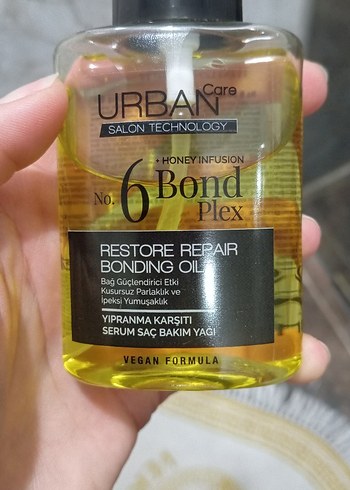 URBAN Care
SALON TECHNOLOGY
+ HONEY INFUSION
No. 6 Bond
Plex
RESTORE REPAIR
BONDING OIL
Bağ Güçlendirici Etki
Kusursuz Parlaklık ve
İpeksi Yumuşaklık
YIPRANMA KARŞITI
SERUM SAÇ BAKIM YAĞI
VEGAN FORMULA